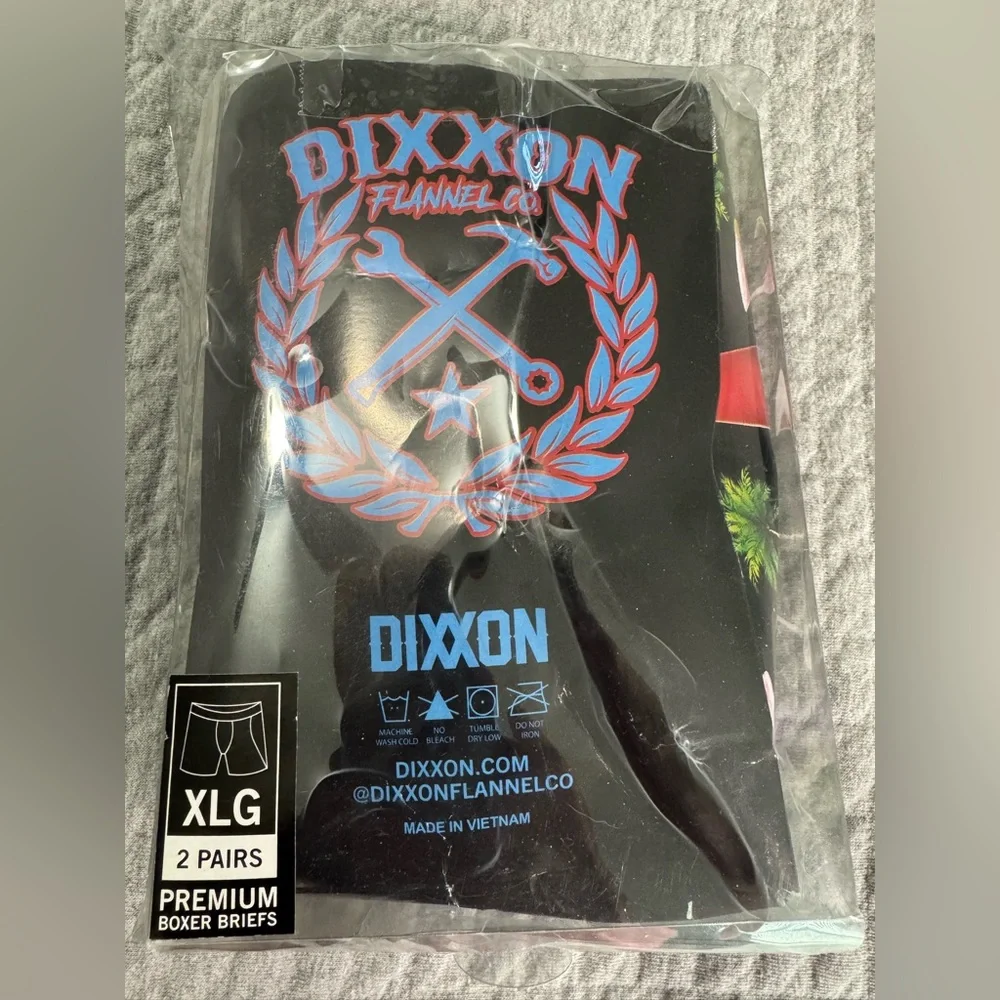 DIXXON
FLANNEL CO.
DIXXON
MACHINE WASH COLD
NO BLEACH
TUMBLE DRY LOW
DO NOT IRON
DIXXON.COM
@DIXXONFLANNELCO
MADE IN VIETNAM
XLG
2 PAIRS
PREMIUM
BOXER BRIEFS